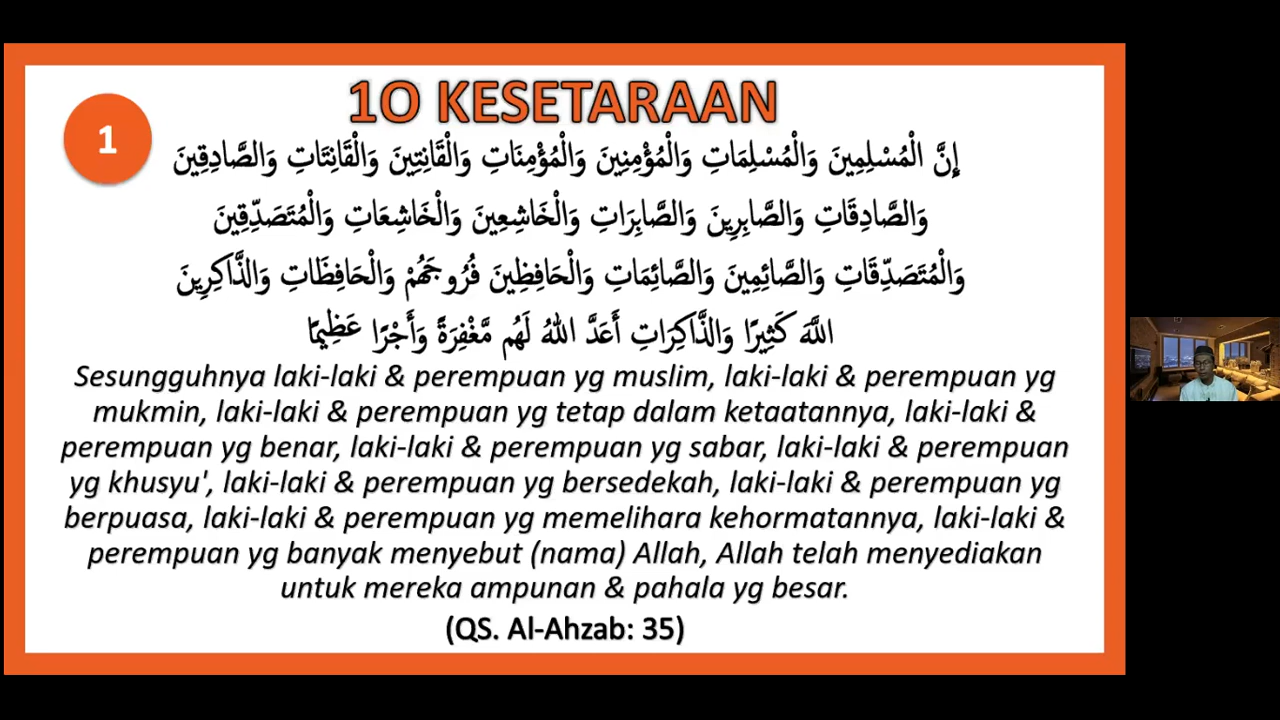 1O KESETARAAN
1
إِنَّ الْمُسْلِمِينَ وَالْمُسْلِمَاتِ وَالْمُؤْمِنِينَ وَالْمُؤْمِنَاتِ وَالْقَانِتِينَ وَالْقَانِتَاتِ وَالصَّادِقِينَ
وَالصَّادِقَاتِ وَالصَّابِرِينَ وَالصَّابِرَاتِ وَالْخَاشِعِينَ وَالْخَاشِعَاتِ وَالْمُتَصَدِّقِينَ
وَالْمُتَصَدِّقَاتِ وَالصَّائِمِينَ وَالصَّائِمَاتِ وَالْحَافِظِينَ فُرُوجَهُمْ وَالْحَافِظَاتِ وَالذَّاكِرِينَ
اللَّهَ كَثِيرًا وَالذَّاكِرَاتِ أَعَدَّ اللَّهُ لَهُم مَّغْفِرَةً وَأَجْرًا عَظِيمًا
Sesungguhnya laki-laki & perempuan yg muslim, laki-laki & perempuan yg
mukmin, laki-laki & perempuan yg tetap dalam ketaatannya, laki-laki &
perempuan yg benar, laki-laki & perempuan yg sabar, laki-laki & perempuan
yg khusyu', laki-laki & perempuan yg bersedekah, laki-laki & perempuan yg
berpuasa, laki-laki & perempuan yg memelihara kehormatannya, laki-laki &
perempuan yg banyak menyebut (nama) Allah, Allah telah menyediakan
untuk mereka ampunan & pahala yg besar.
(QS. Al-Ahzab: 35)